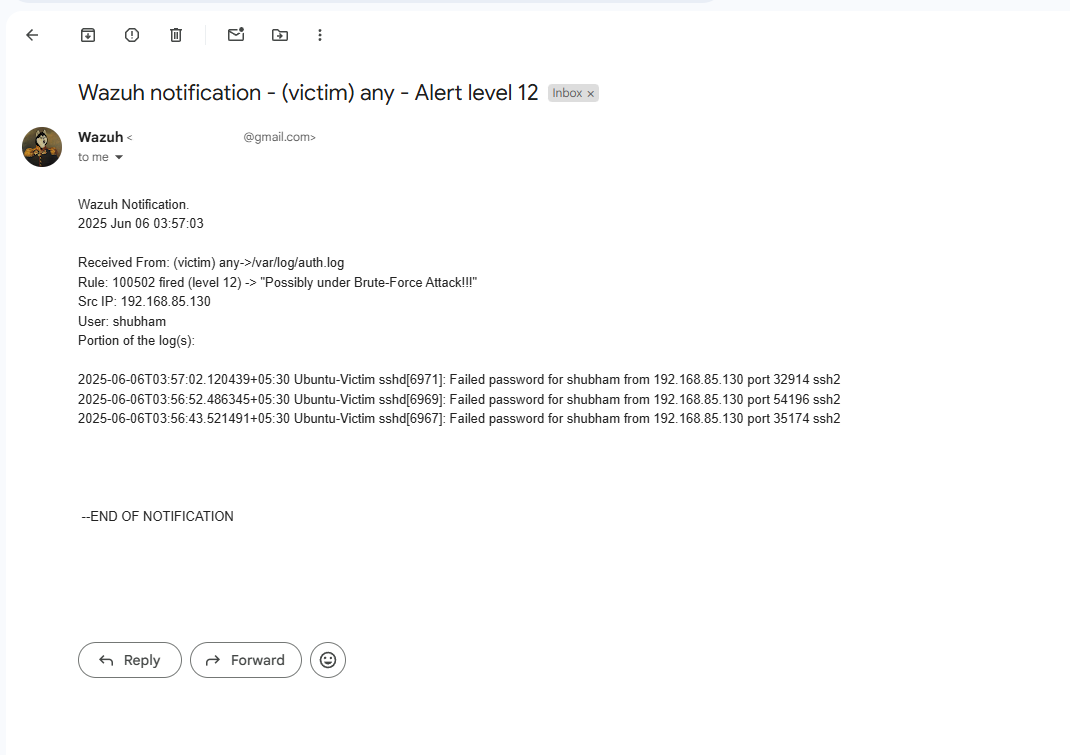 Wazuh notification - (victim) any - Alert level 12 Inbox ×
Wazuh < @gmail.com>
to me
Wazuh Notification.
2025 Jun 06 03:57:03
Received From: (victim) any->/var/log/auth.log
Rule: 100502 fired (level 12) -> "Possibly under Brute-Force Attack!!!"
Src IP: 192.168.85.130
User: shubham
Portion of the log(s):
2025-06-06T03:57:02.120439+05:30 Ubuntu-Victim sshd[6971]: Failed password for shubham from 192.168.85.130 port 32914 ssh2
2025-06-06T03:56:52.486345+05:30 Ubuntu-Victim sshd[6969]: Failed password for shubham from 192.168.85.130 port 54196 ssh2
2025-06-06T03:56:43.521491+05:30 Ubuntu-Victim sshd[6967]: Failed password for shubham from 192.168.85.130 port 35174 ssh2
--END OF NOTIFICATION
Reply Forward